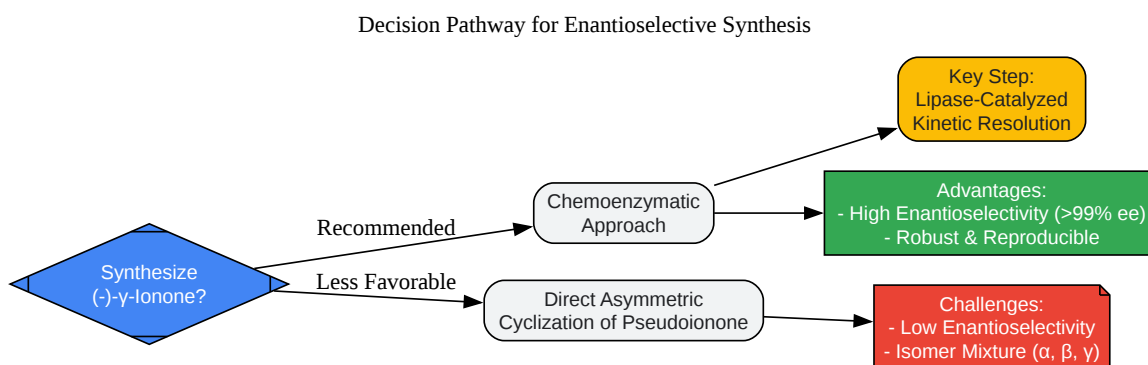 Decision Pathway for Enantioselective Synthesis
Key Step:
Lipase-Catalyzed
Kinetic Resolution
Chemoenzymatic
Approach
Advantages:
- High Enantioselectivity (>99% ee)
- Robust & Reproducible
Recommended
Synthesize
(-)-γ-Ionone?
Less Favorable
Direct Asymmetric
Cyclization of Pseudoionone
Challenges:
- Low Enantioselectivity
- Isomer Mixture (α, β, γ)